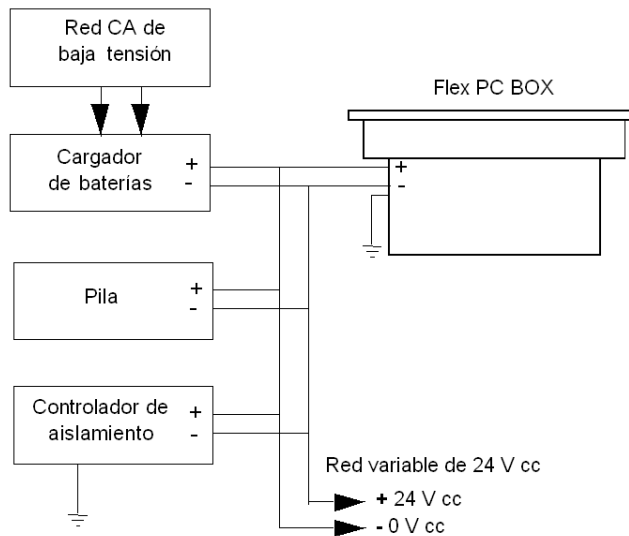 Red CA de
baja tensión
Flex PC BOX
Cargador
de baterías
+
-
+
-
Pila
+
-
Controlador de
aislamiento
+
-
Red variable de 24 V cc
+ 24 V cc
- 0 V cc